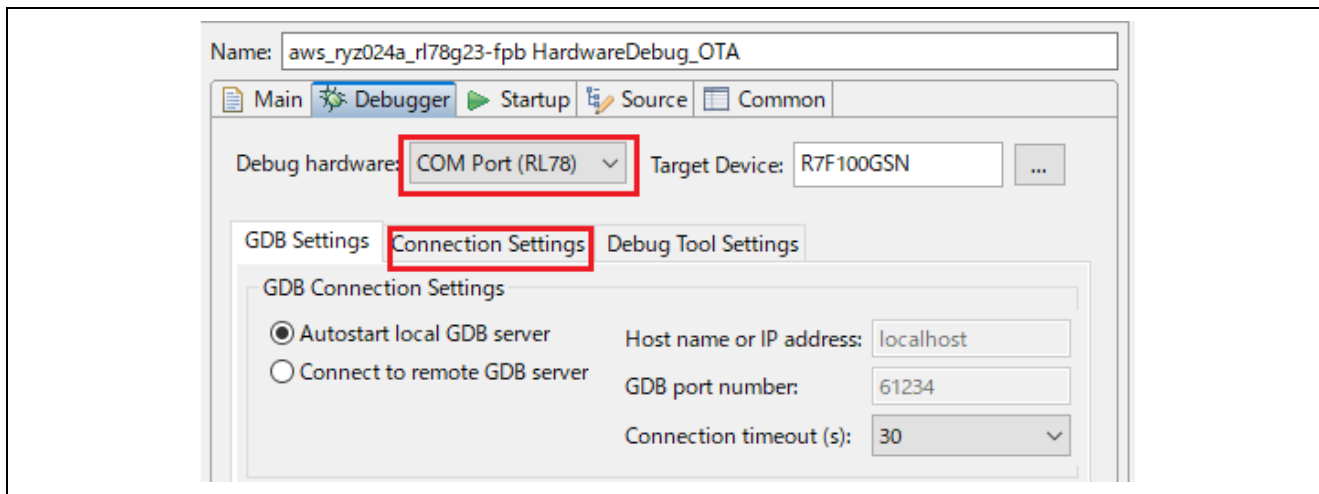 Name: aws_ryz024a_rl78g23-fpb HardwareDebug_OTA
Main Debugger Startup Source Common
Debug hardware: COM Port (RL78) Target Device: R7F100GSN ...
GDB Settings Connection Settings Debug Tool Settings
GDB Connection Settings
Autostart local GDB server Host name or IP address: localhost
Connect to remote GDB server GDB port number: 61234
Connection timeout (s): 30